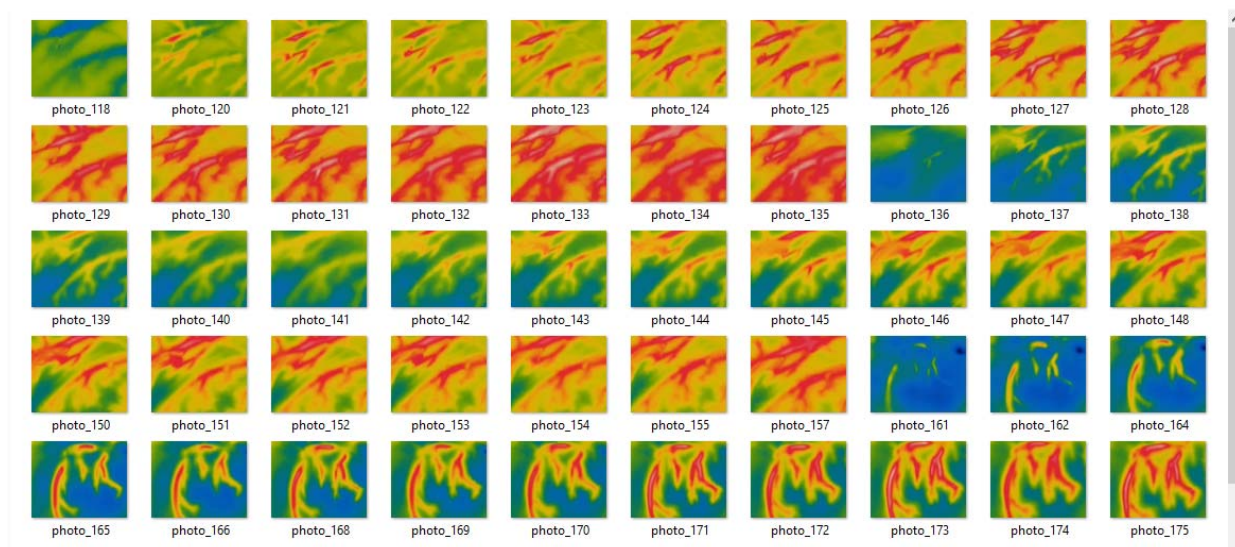 photo_118 photo_120 photo_121 photo_122 photo_123 photo_124 photo_125 photo_126 photo_127 photo_128
photo_129 photo_130 photo_131 photo_132 photo_133 photo_134 photo_135 photo_136 photo_137 photo_138
photo_139 photo_140 photo_141 photo_142 photo_143 photo_144 photo_145 photo_146 photo_147 photo_148
photo_150 photo_151 photo_152 photo_153 photo_154 photo_155 photo_157 photo_161 photo_162 photo_164
photo_165 photo_166 photo_168 photo_169 photo_170 photo_171 photo_172 photo_173 photo_174 photo_175